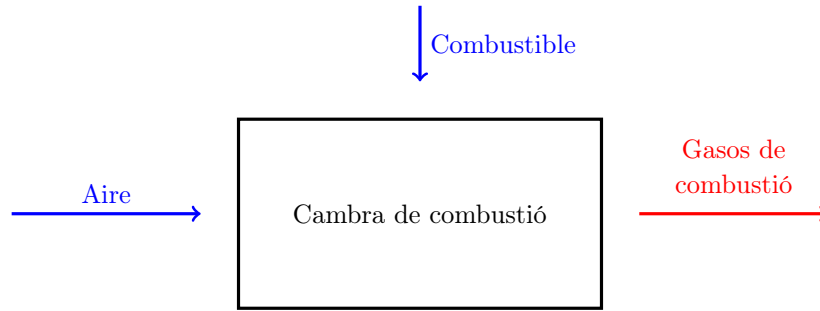 Combustible
Aire
Cambra de combustió
Gasos de
combustió